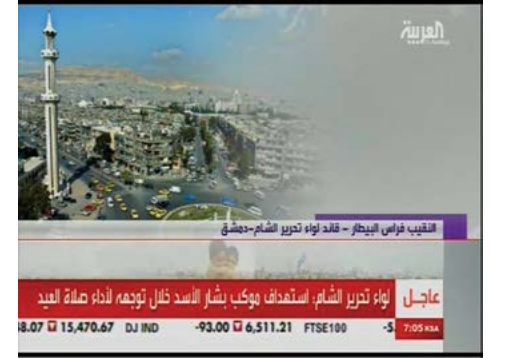 العربية
النقيب فراس البيطار - قائد لواء تحرير الشام-دمشق
عاجل
لواء تحرير الشام: استهداف موكب بشار الأسد خلال توجهه لأداء صلاة العيد
8.07 ▼ 15,470.67 DJ IND -93.00 ▼ 6,511.21 FTSE100 -5. 7:05 KSA